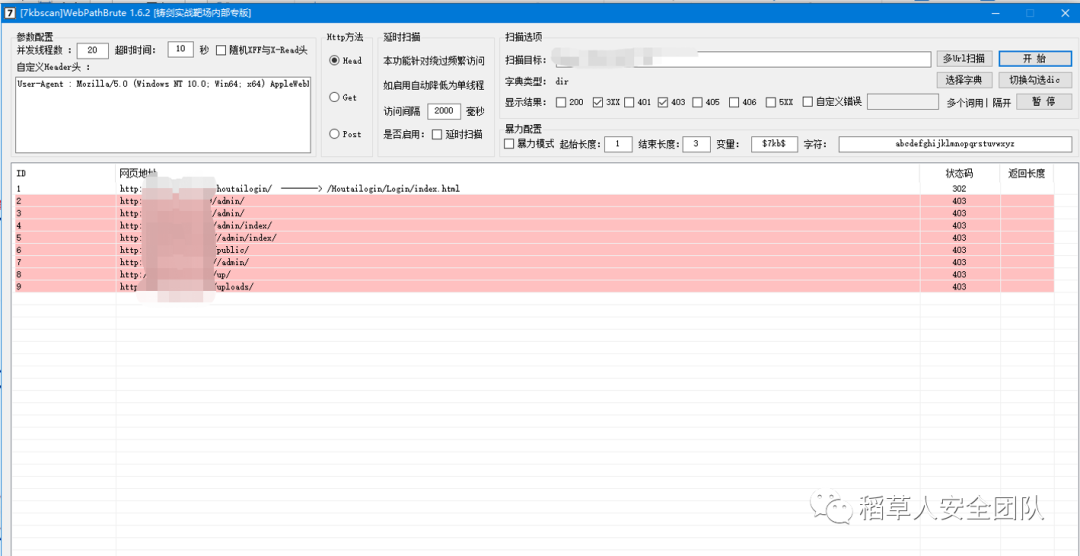 [7kbscan]WebPathBrute 1.6.2 [铸剑实战靶场内部专版]
参数配置
并发线程数： 20 超时时间： 10 秒 随机XFF与X-Read头
自定义Header头：
User-Agent : Mozilla/5.0 (Windows NT 10.0; Win64; x64) AppleWebK
Http方法
Head
Get
Post
延时扫描
本功能针对绕过频繁访问
如启用自动降低为单线程
访问间隔 2000 毫秒
是否启用： 延时扫描
扫描选项
扫描目标： 多Url扫描 开 始
字典类型： dir 选择字典 切换勾选dic
显示结果： 200 3XX 401 403 405 406 5XX 自定义错误 多个词用|隔开 暂 停
暴力配置
暴力模式 起始长度： 1 结束长度： 3 变量： $7kb$ 字符： abcdefghijklmnopqrstuvwxyz
ID 网页地址 状态码 返回长度
1 http: houtailogin/ ————> /Houtailogin/Login/index.html 302
2 http: /admin/ 403
3 http: /admin/ 403
4 http: /admin/index/ 403
5 http: //admin/index/ 403
6 http: public/ 403
7 http: //admin/ 403
8 http:/ /up/ 403
9 http /uploads/ 403
稻草人安全团队